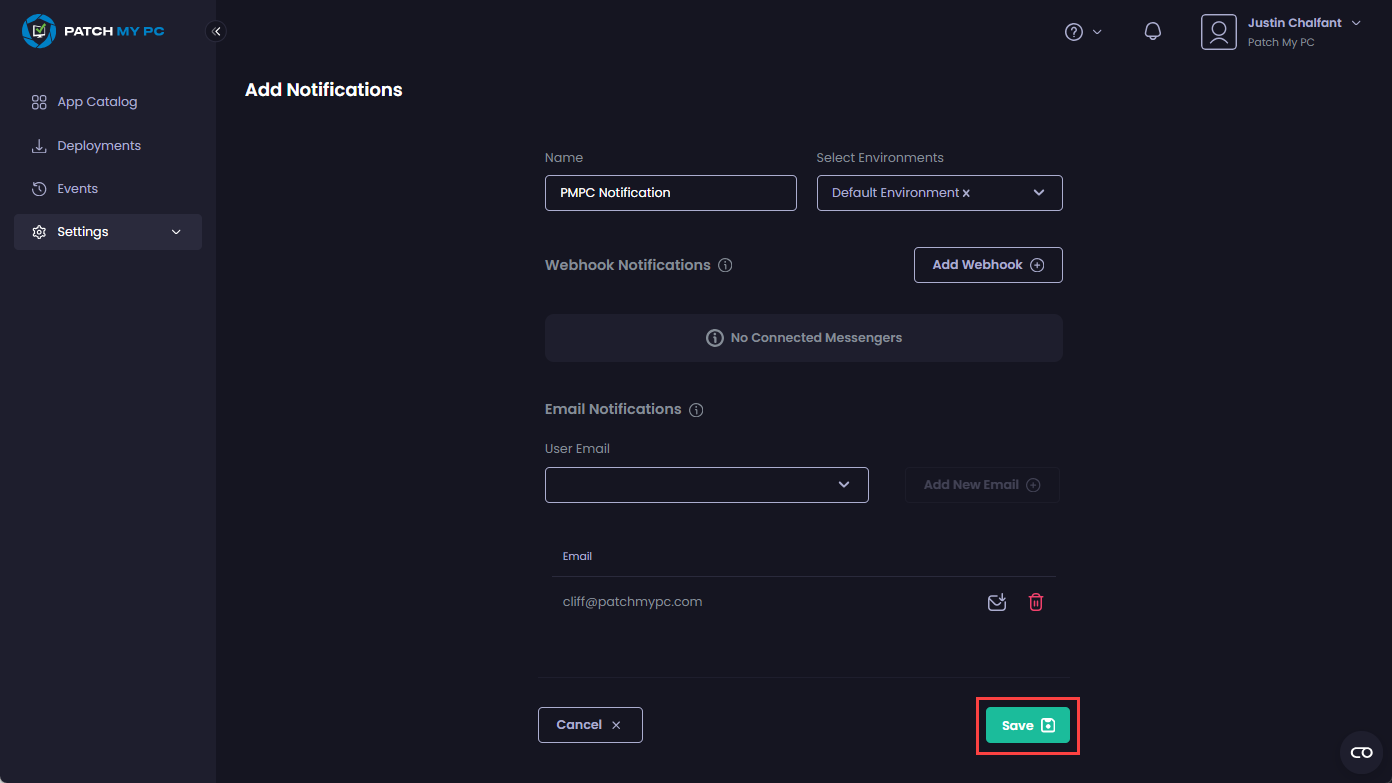 PATCH MY PC
Justin Chalfant
Patch My PC
App Catalog
Deployments
Events
Settings
Add Notifications
Name
Select Environments
PMPC Notification
Default Environment ×
Webhook Notifications
Add Webhook
No Connected Messengers
Email Notifications
User Email
Add New Email
Email
cliff@patchmypc.com
Cancel ×
Save